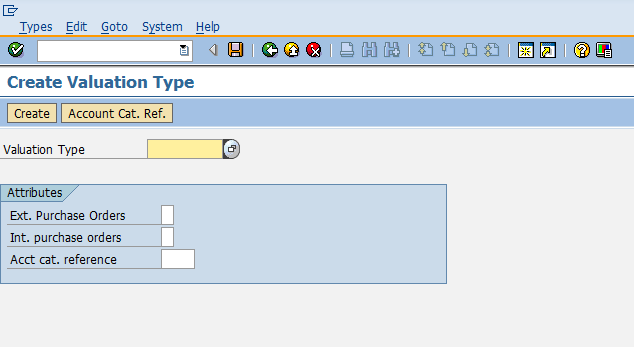 Types Edit Goto System Help
Create Valuation Type
Create Account Cat. Ref.
Valuation Type
Attributes
Ext. Purchase Orders
Int. purchase orders
Acct cat. reference